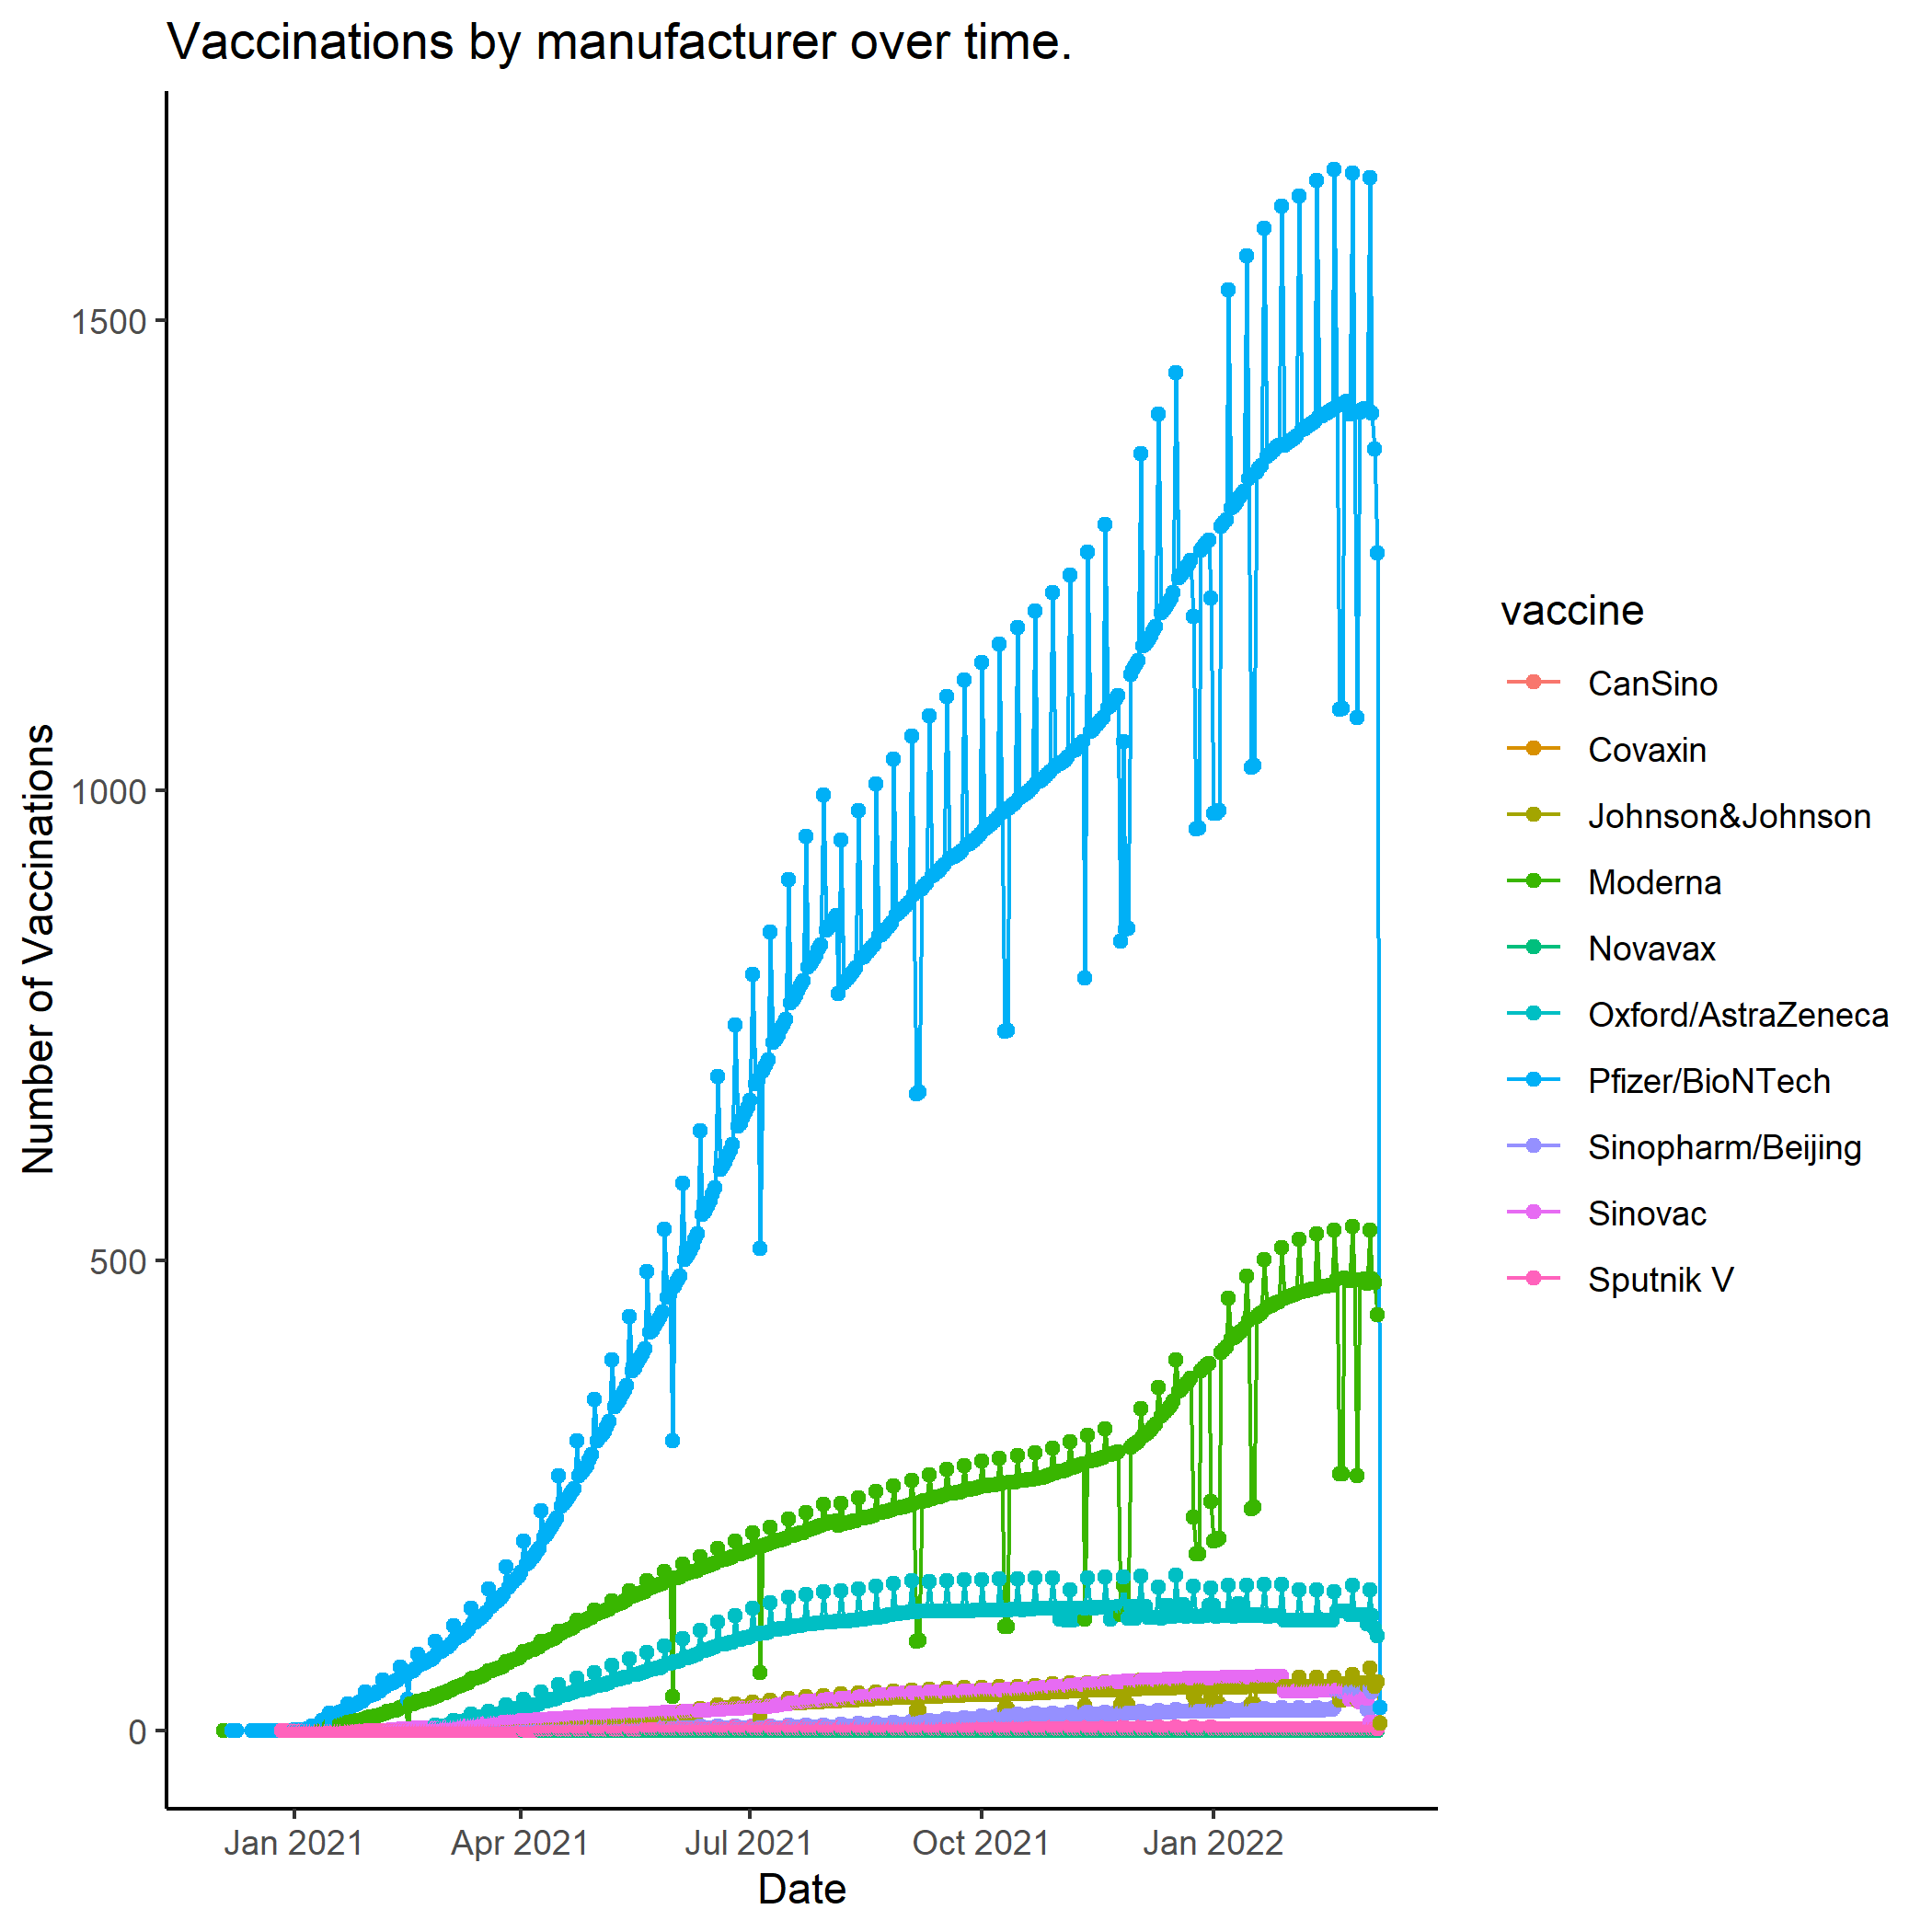 Vaccinations by manufacturer over time.
Number of Vaccinations
1500
1000
500
0
Jan 2021
Apr 2021
Jul 2021
Oct 2021
Jan 2022
Date
vaccine
CanSino
Covaxin
Johnson&Johnson
Moderna
Novavax
Oxford/AstraZeneca
Pfizer/BioNTech
Sinopharm/Beijing
Sinovac
Sputnik V